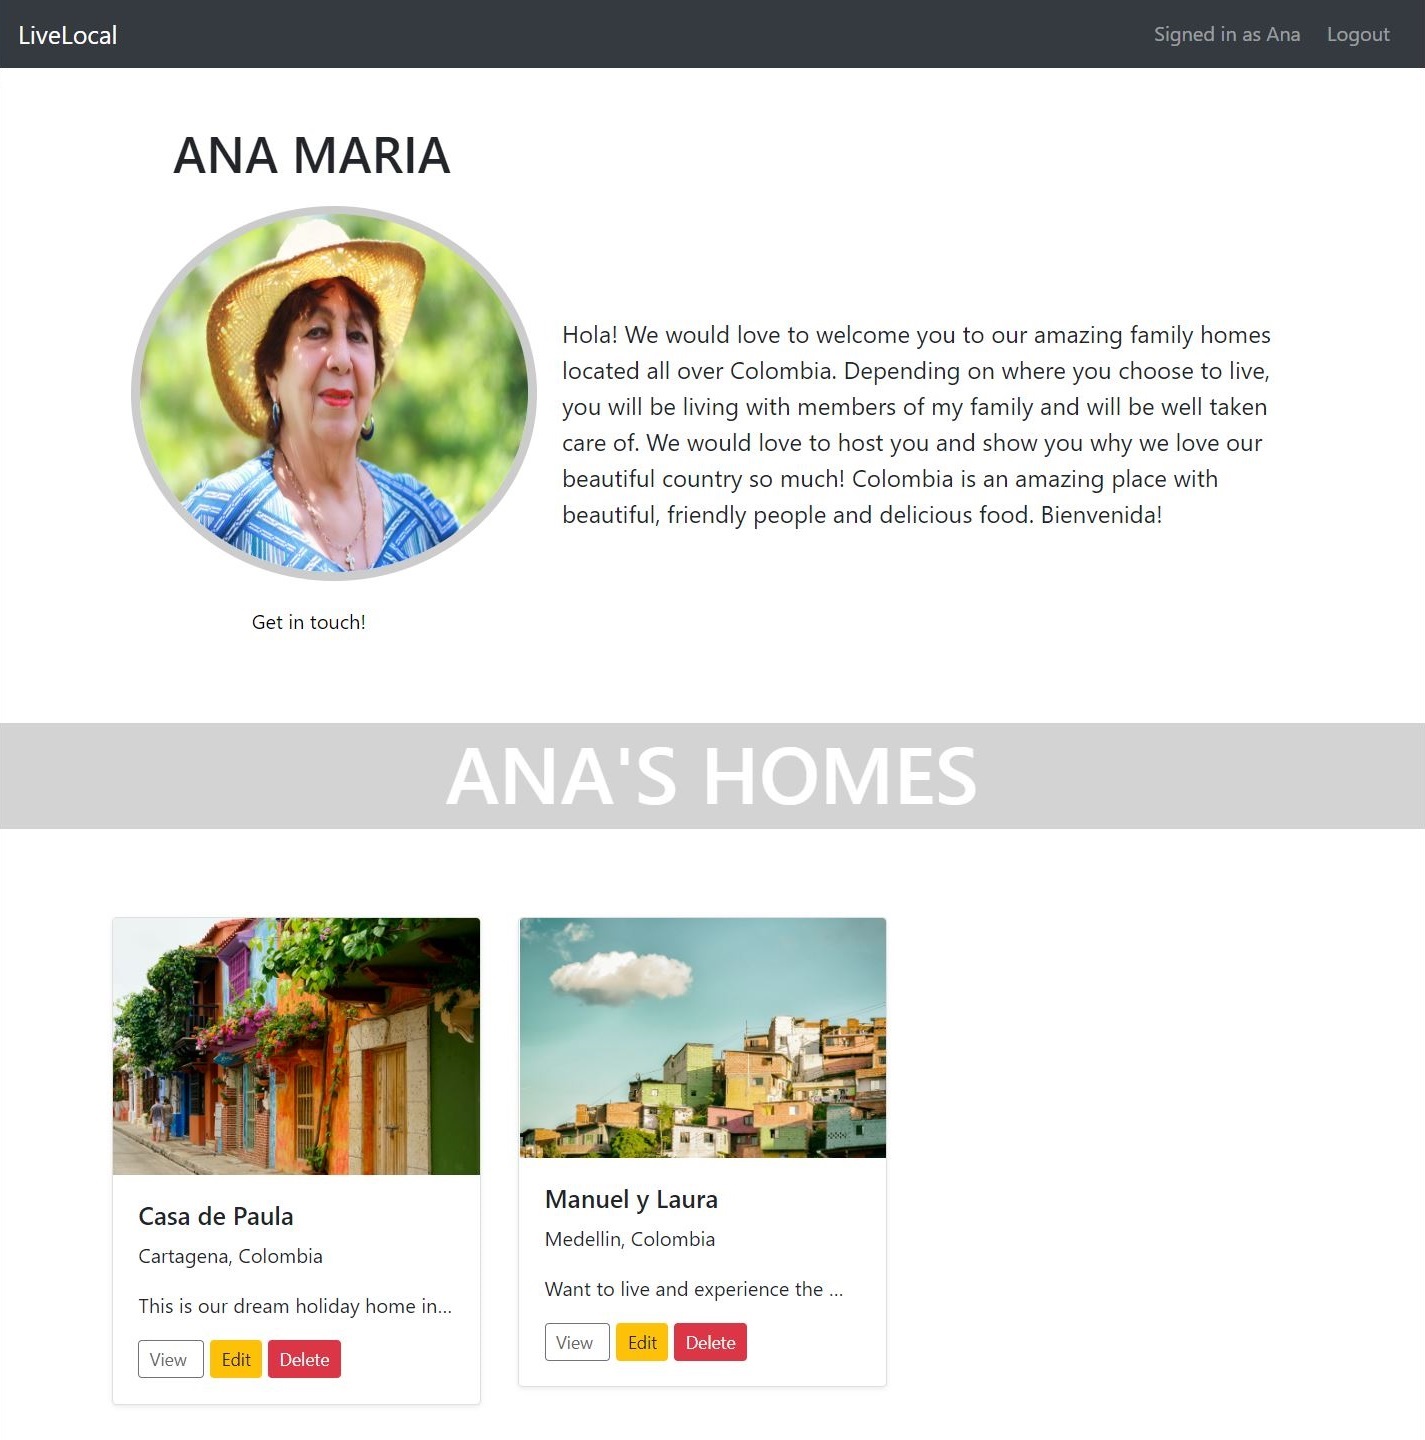 LiveLocal
Signed in as Ana
Logout
ANA MARIA
Hola! We would love to welcome you to our amazing family homes
located all over Colombia. Depending on where you choose to live,
you will be living with members of my family and will be well taken
care of. We would love to host you and show you why we love our
beautiful country so much! Colombia is an amazing place with
beautiful, friendly people and delicious food. Bienvenida!
Get in touch!
ANA'S HOMES
Casa de Paula
Cartagena, Colombia
This is our dream holiday home in...
View
Edit
Delete
Manuel y Laura
Medellin, Colombia
Want to live and experience the ...
View
Edit
Delete